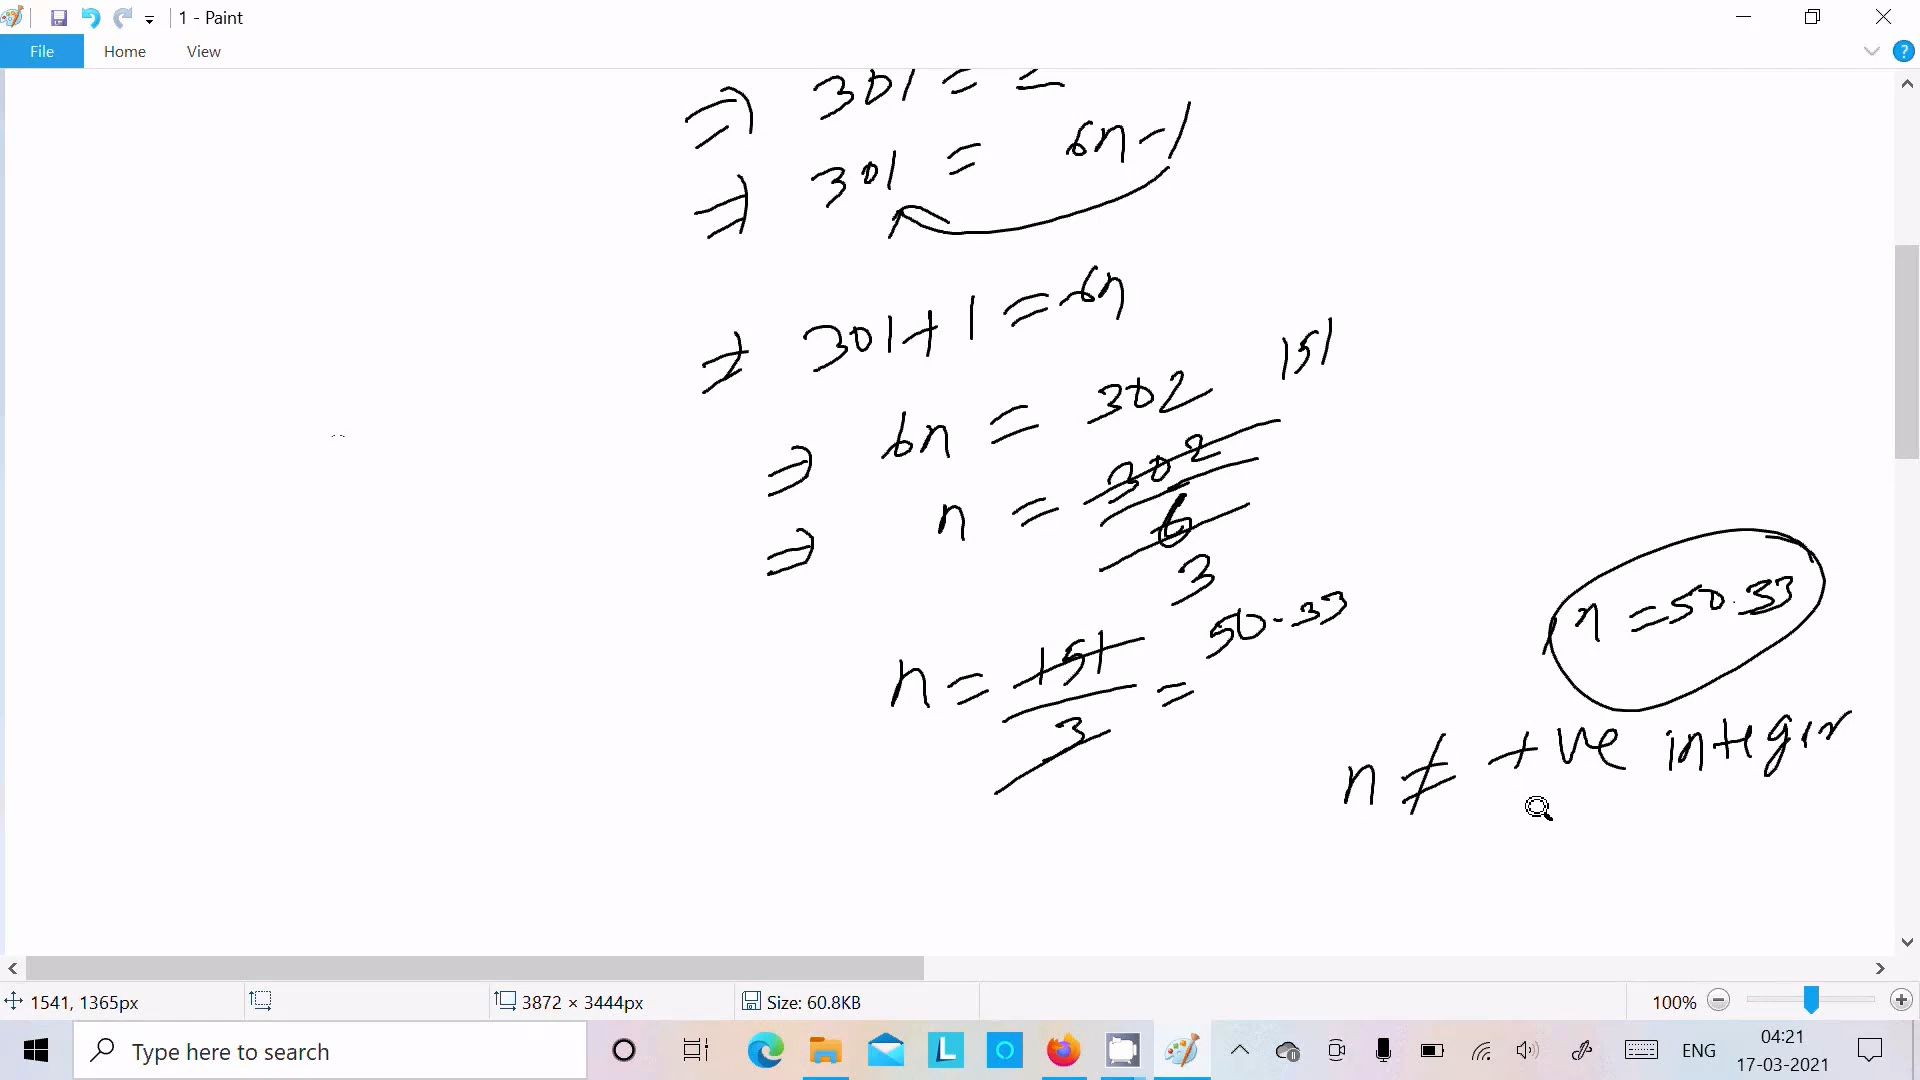 1 - Paint
File Home View
⇒ 301 =
⇒ 301 = 6n-1
⇒ 301+1 = 6n
151
⇒ 6n = 302
⇒ n = 302/6
3
n = 151/3 = 50.33
n = 50.33
n ≠ +ve integer
1541, 1365px
3872 × 3444px
Size: 60.8KB
100%
Type here to search
ENG
04:21
17-03-2021